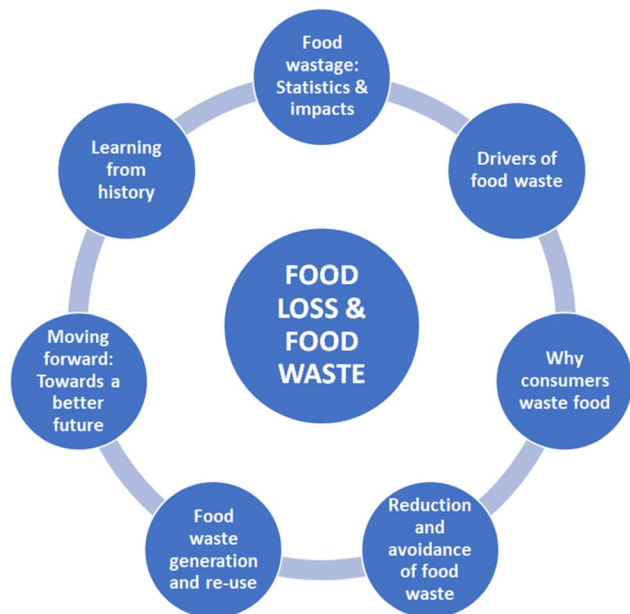 Food
wastage:
Statistics &
impacts
Drivers of
food waste
Why
consumers
waste food
Reduction
and
avoidance
of food
waste
Food
waste
generation
and re-use
Moving
forward:
Towards a
better
future
Learning
from
history
FOOD
LOSS &
FOOD
WASTE